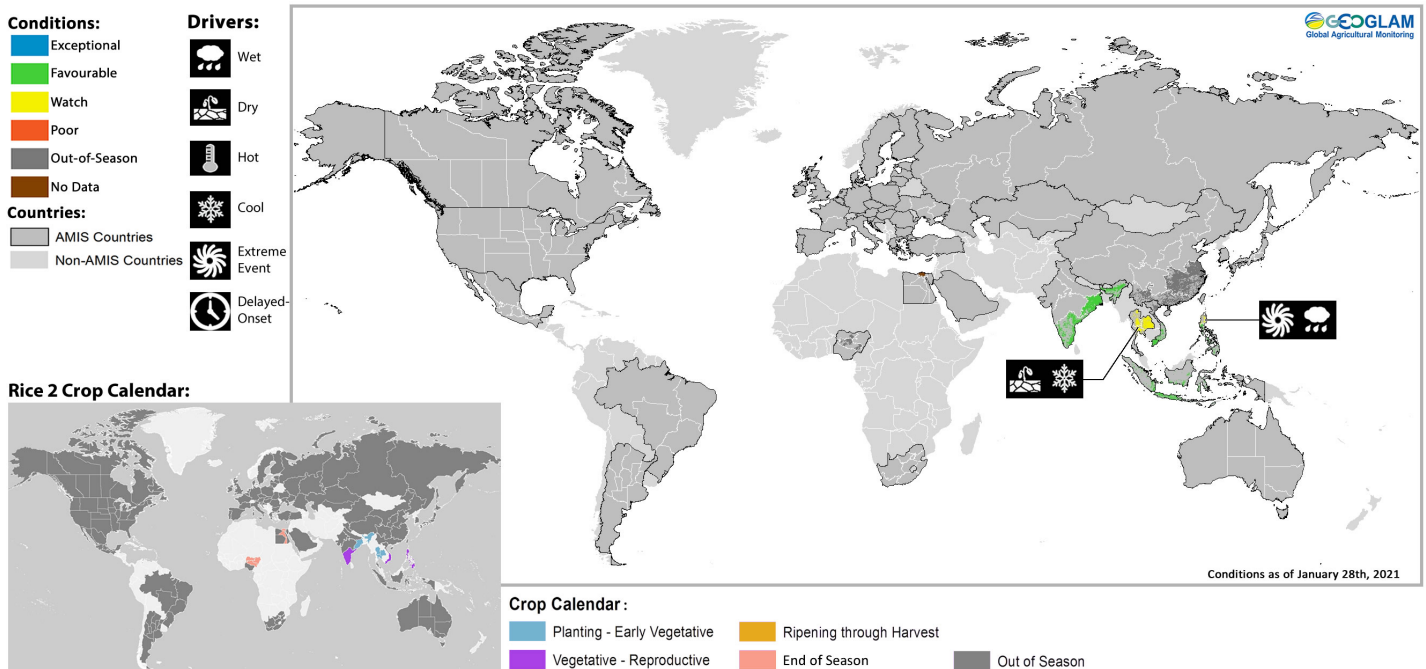 Conditions:
Exceptional
Favourable
Watch
Poor
Out-of-Season
No Data
Countries:
AMIS Countries
Non-AMIS Countries
Drivers:
Wet
Dry
Hot
Cool
Extreme
Event
Delayed-
Onset
GEOGLAM
Global Agricultural Monitoring
Conditions as of January 28th, 2021
Rice 2 Crop Calendar:
Crop Calendar :
Planting - Early Vegetative
Ripening through Harvest
Vegetative - Reproductive
End of Season
Out of Season